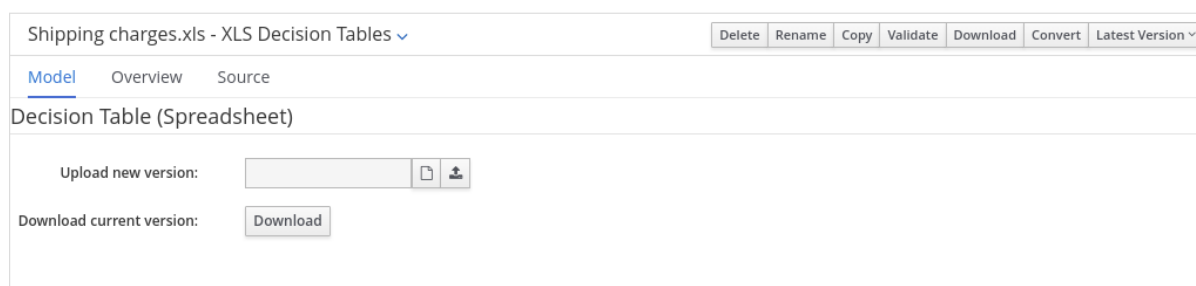 Shipping charges.xls - XLS Decision Tables
Delete Rename Copy Validate Download Convert Latest Version
Model Overview Source
Decision Table (Spreadsheet)
Upload new version:
Download current version: Download